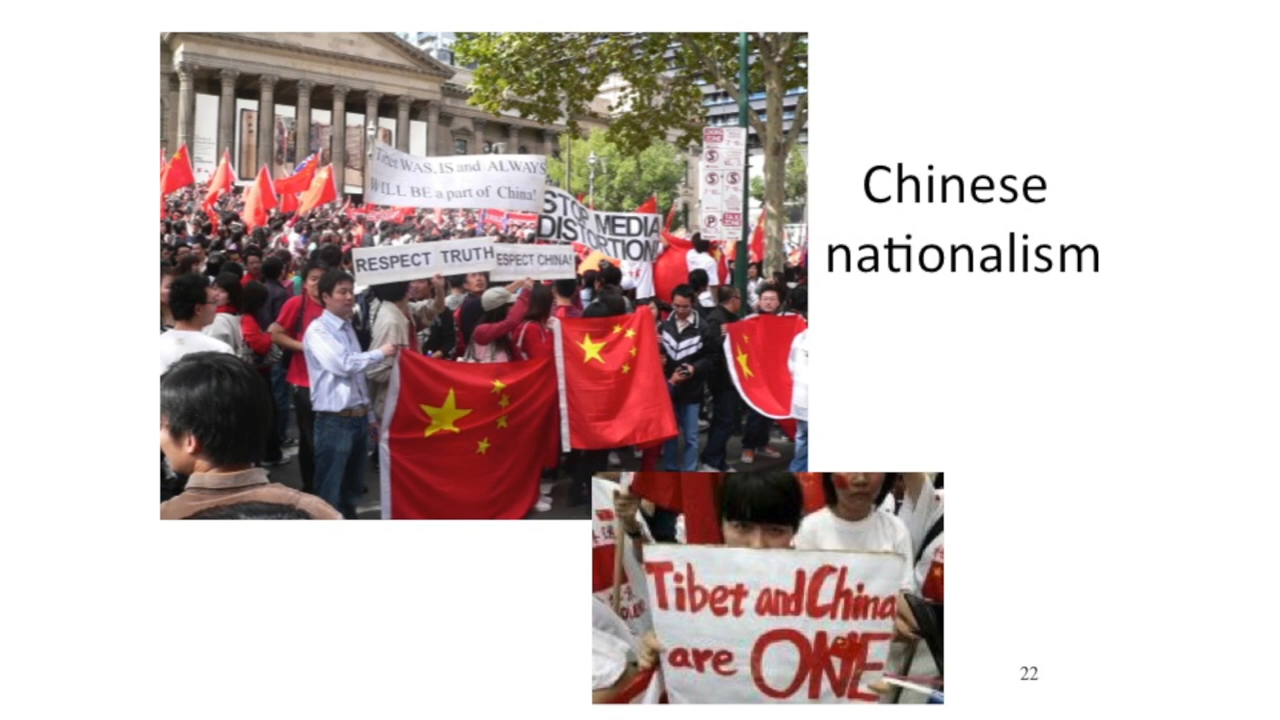 Tibet WAS, IS and ALWAYS
WILL BE a part of China!
STOP MEDIA
DISTORTION!
RESPECT TRUTH
ESPECT CHINA!
Chinese
nationalism
Tibet and China
are ONE
22